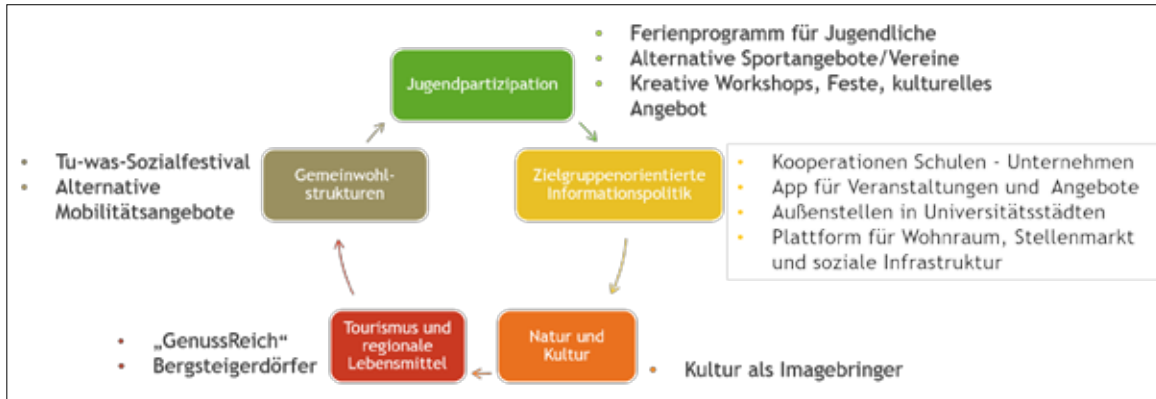 Jugendpartizipation
• Ferienprogramm für Jugendliche
• Alternative Sportangebote/Vereine
• Kreative Workshops, Feste, kulturelles
Angebot
Zielgruppenorientierte
Informationspolitik
• Kooperationen Schulen - Unternehmen
• App für Veranstaltungen und Angebote
• Außenstellen in Universitätsstädten
• Plattform für Wohnraum, Stellenmarkt
und soziale Infrastruktur
Natur und
Kultur
• Kultur als Imagebringer
Tourismus und
regionale
Lebensmittel
• „GenussReich“
• Bergsteigerdörfer
Gemeinwohl-
strukturen
• Tu-was-Sozialfestival
• Alternative
Mobilitätsangebote